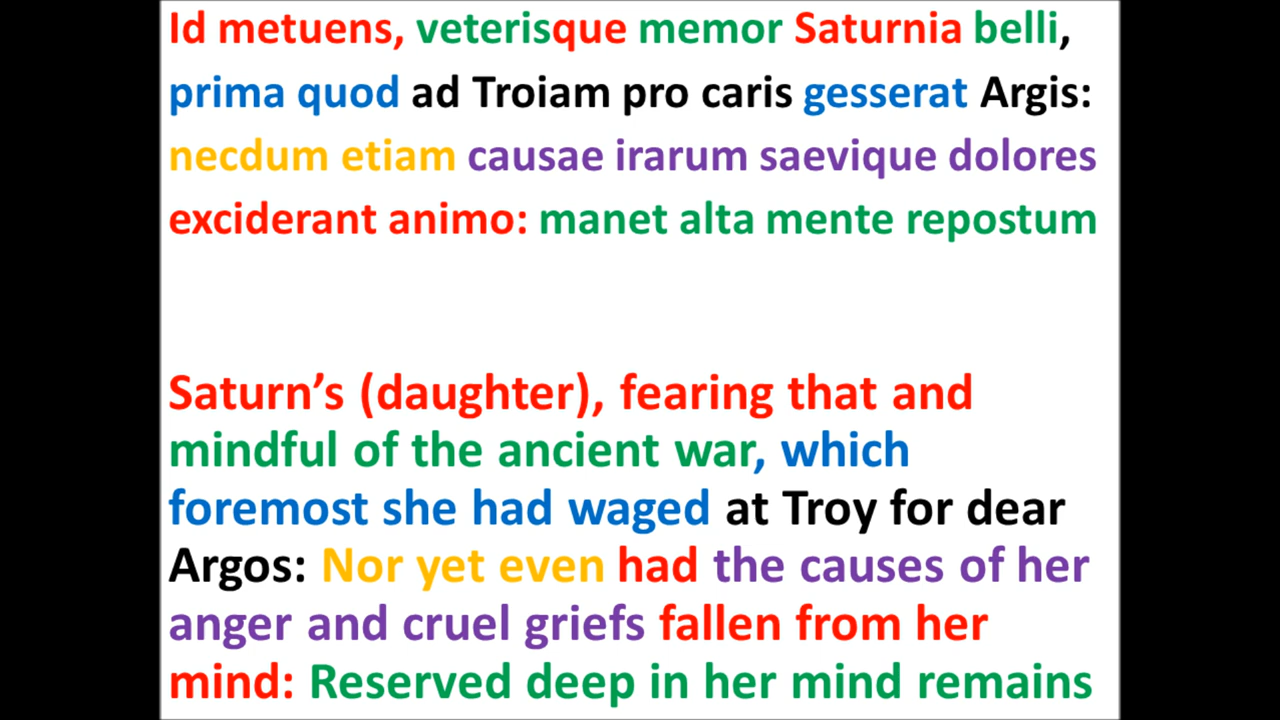 Id metuens, veterisque memor Saturnia belli,
prima quod ad Troiam pro caris gesserat Argis:
necdum etiam causae irarum saevique dolores
exciderant animo: manet alta mente repostum
Saturn’s (daughter), fearing that and
mindful of the ancient war, which
foremost she had waged at Troy for dear
Argos: Nor yet even had the causes of her
anger and cruel griefs fallen from her
mind: Reserved deep in her mind remains